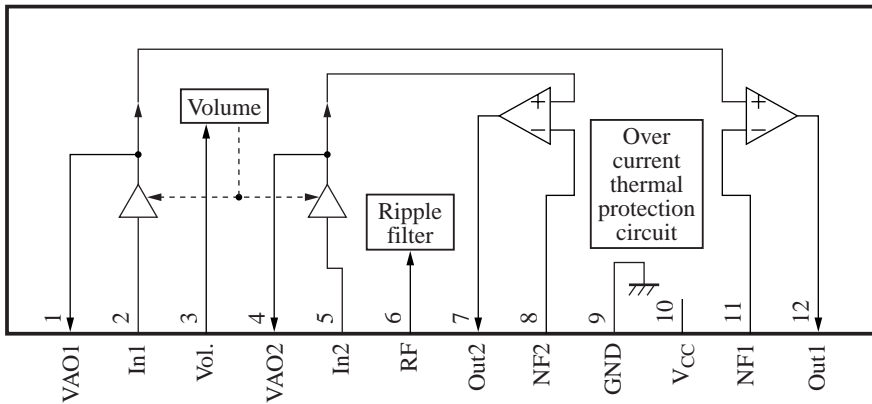 Volume
Ripple
filter
Over
current
thermal
protection
circuit
+
−
+
−
1
2
3
4
5
6
7
8
9
10
11
12
VAO1
In1
Vol.
VAO2
In2
RF
Out2
NF2
GND
VCC
NF1
Out1